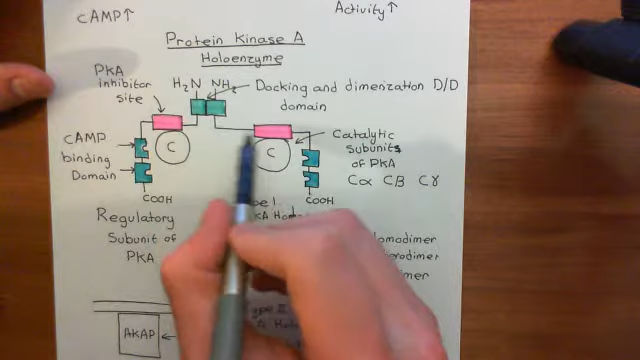 CAMP↑
Activity↑
Protein Kinase A
Holoenzyme
PKA
inhibitor
site
H₂N NH₂
Docking and dimerization D/D
domain
CAMP
binding
Domain
C
C
Catalytic
subunits
of PKA
Cα Cβ Cγ
COOH
COOH
Regulatory
Subunit of
PKA
AKAP